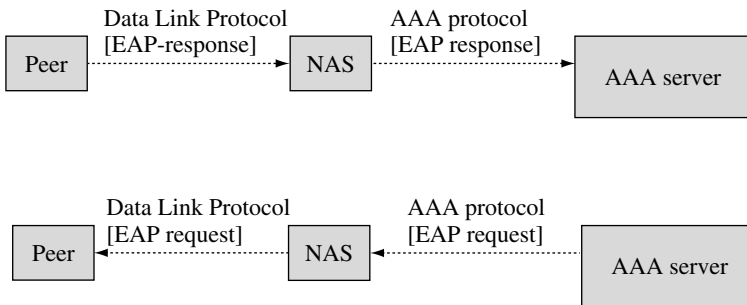 Data Link Protocol
[EAP-response]
AAA protocol
[EAP response]
Peer
NAS
AAA server
Data Link Protocol
[EAP request]
AAA protocol
[EAP request]
Peer
NAS
AAA server